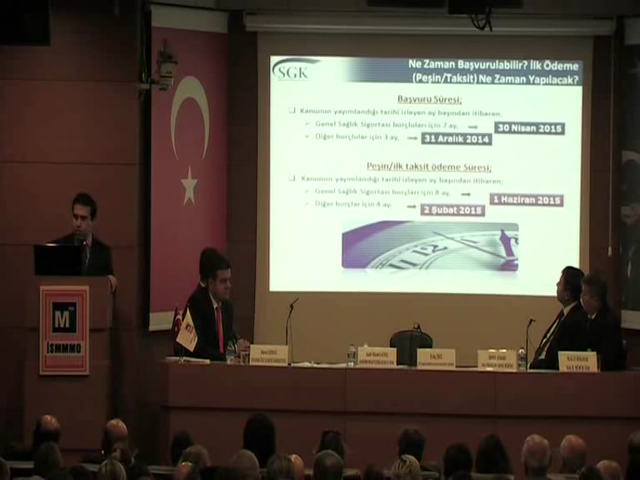 SGK
Ne Zaman Başvurulabilir? İlk Ödeme
(Peşin/Taksit) Ne Zaman Yapılacak?
Başvuru Süresi;
Kanunun yayımlandığı tarihi izleyen ay başından itibaren;
Genel Sağlık Sigortası borçluları için 7 ay, 30 Nisan 2015
Diğer borçlular için 3 ay, 31 Aralık 2014
Peşin/ilk taksit ödeme Süresi;
Kanunun yayımlandığı tarihi izleyen ay başından itibaren;
Genel Sağlık Sigortası borçları için 8 ay, 1 Haziran 2015
Diğer borçlar için 4 ay, 2 Şubat 2015
M
İSMMMO